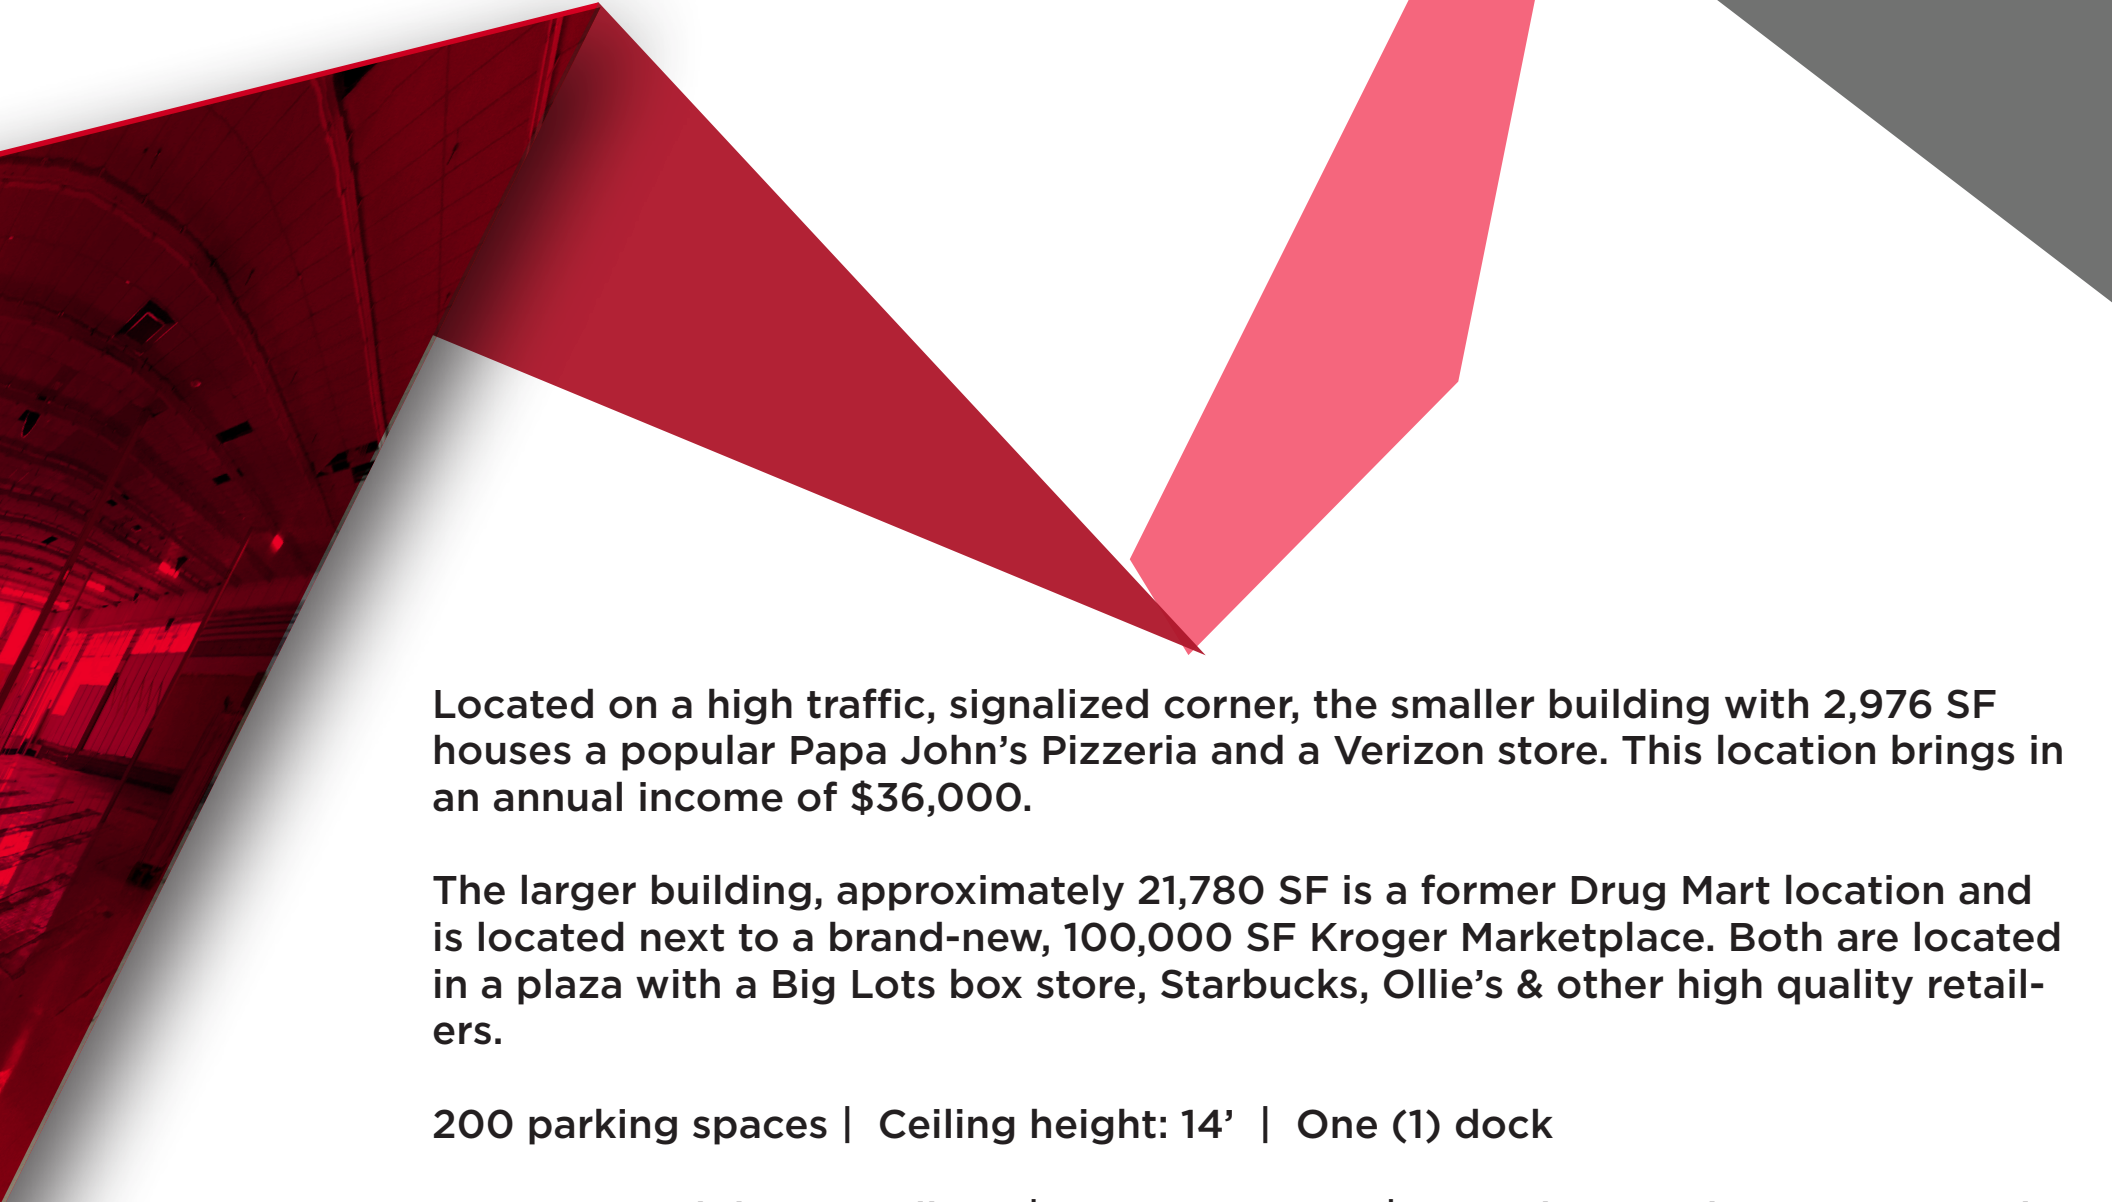 Located on a high traffic, signalized corner, the smaller building with 2,976 SF
houses a popular Papa John’s Pizzeria and a Verizon store. This location brings in
an annual income of $36,000.
The larger building, approximately 21,780 SF is a former Drug Mart location and
is located next to a brand-new, 100,000 SF Kroger Marketplace. Both are located
in a plaza with a Big Lots box store, Starbucks, Ollie’s & other high quality retail-
ers.
200 parking spaces | Ceiling height: 14’ | One (1) dock